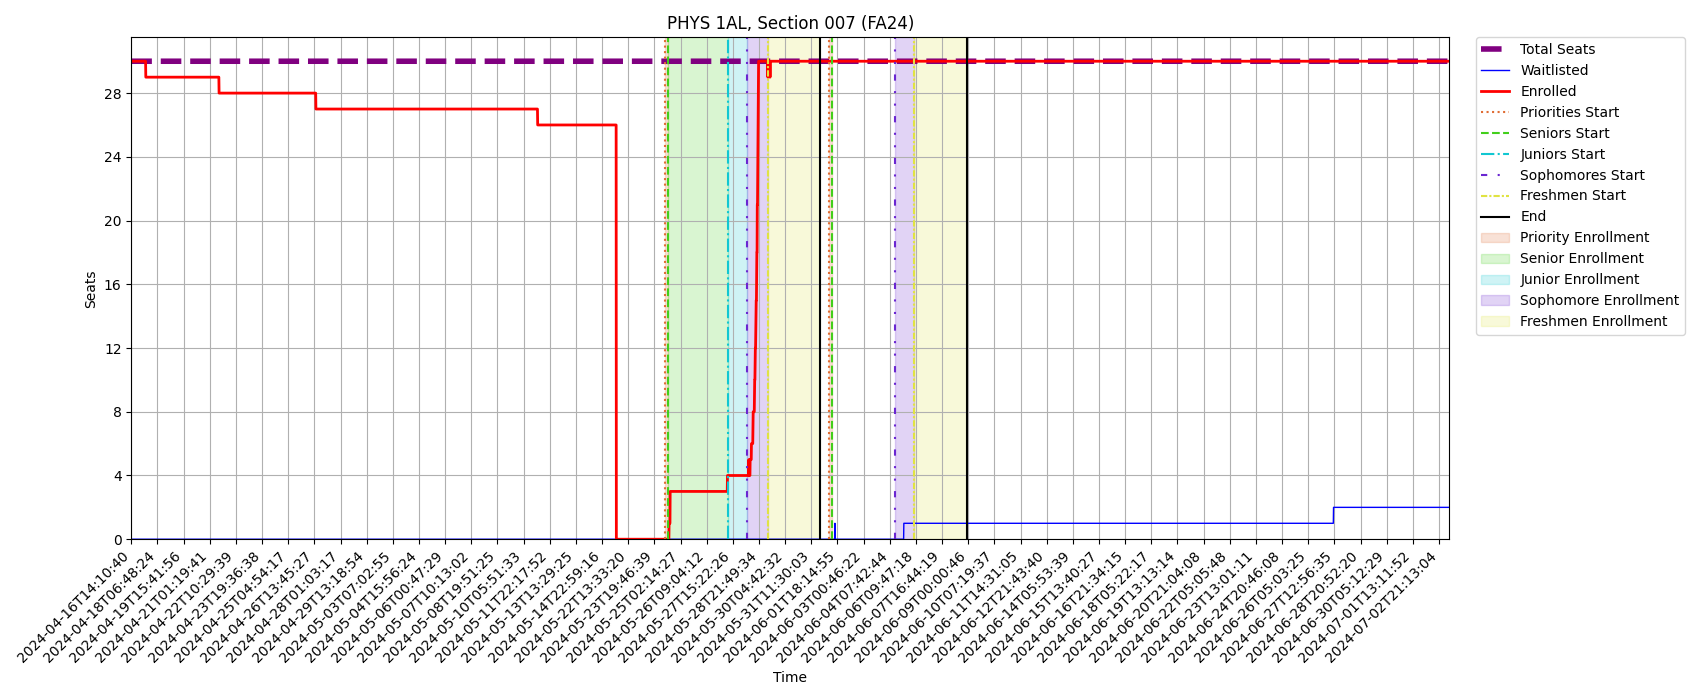 PHYS 1AL, Section 007 (FA24)
Total Seats
Waitlisted
Enrolled
Priorities Start
Seniors Start
Juniors Start
Sophomores Start
Freshmen Start
End
Priority Enrollment
Senior Enrollment
Junior Enrollment
Sophomore Enrollment
Freshmen Enrollment
Seats
28
24
20
16
12
8
4
0
2024-04-16T14:10:40
2024-04-18T06:48:24
2024-04-19T15:41:56
2024-04-21T01:19:41
2024-04-22T10:29:39
2024-04-23T19:36:38
2024-04-25T04:54:17
2024-04-26T13:45:27
2024-04-28T01:03:17
2024-04-29T13:18:54
2024-05-03T07:02:55
2024-05-04T15:56:24
2024-05-06T00:47:29
2024-05-07T10:13:02
2024-05-08T19:51:25
2024-05-10T05:51:33
2024-05-11T22:17:52
2024-05-13T13:29:25
2024-05-14T22:59:16
2024-05-22T23:33:20
2024-05-23T19:46:39
2024-05-25T02:14:27
2024-05-26T09:04:12
2024-05-27T15:22:26
2024-05-28T21:49:34
2024-05-30T04:42:32
2024-05-31T11:30:03
2024-06-01T18:14:55
2024-06-03T00:46:22
2024-06-04T07:42:44
2024-06-06T09:47:18
2024-06-07T16:44:19
2024-06-09T00:00:46
2024-06-10T07:19:37
2024-06-11T14:31:05
2024-06-12T21:43:40
2024-06-14T05:53:39
2024-06-15T13:40:27
2024-06-16T21:34:15
2024-06-18T05:22:17
2024-06-19T13:13:14
2024-06-20T21:04:08
2024-06-22T05:05:48
2024-06-23T13:01:11
2024-06-24T20:46:08
2024-06-26T05:03:25
2024-06-27T12:56:35
2024-06-28T20:52:20
2024-06-30T05:12:29
2024-07-01T13:11:52
2024-07-02T21:13:04
Time